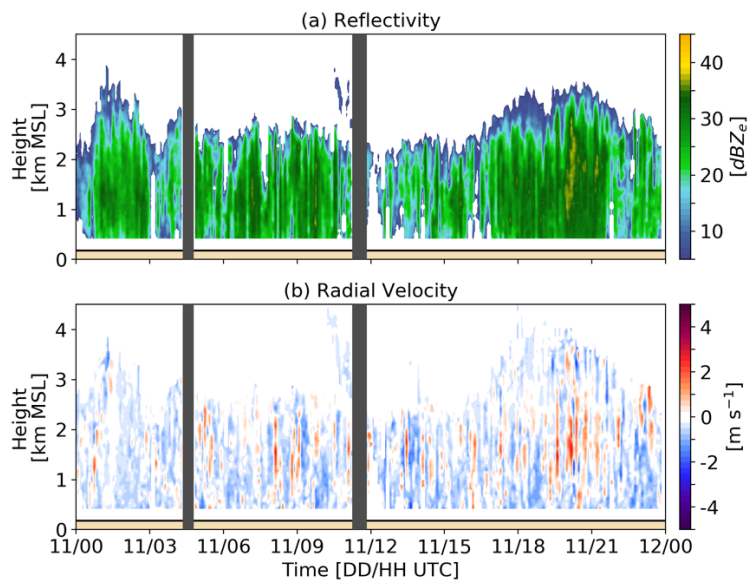 (a) Reflectivity
4
3
2
1
0
Height
[km MSL]
40
30
20
10
[dBZe]
(b) Radial Velocity
4
3
2
1
0
Height
[km MSL]
4
2
0
-2
-4
[m s⁻¹]
11/00 11/03 11/06 11/09 11/12 11/15 11/18 11/21 12/00
Time [DD/HH UTC]